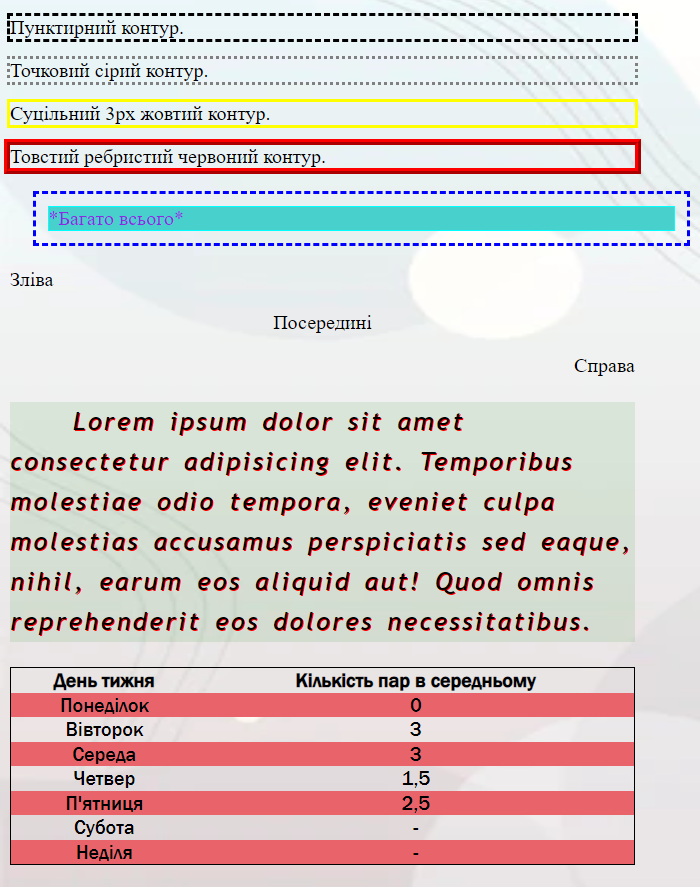 Пунктирний контур.
Точковий сірий контур.
Суцільний 3px жовтий контур.
Товстий ребристий червоний контур.
*Багато всього*
Зліва
Посередині
Справа
Lorem ipsum dolor sit amet
consectetur adipisicing elit. Temporibus
molestiae odio tempora, eveniet culpa
molestias accusamus perspiciatis sed eaque,
nihil, earum eos aliquid aut! Quod omnis
reprehenderit eos dolores necessitatibus.
День тижня Кількість пар в середньому
Понеділок 0
Вівторок 3
Середа 3
Четвер 1,5
П'ятниця 2,5
Субота -
Неділя -